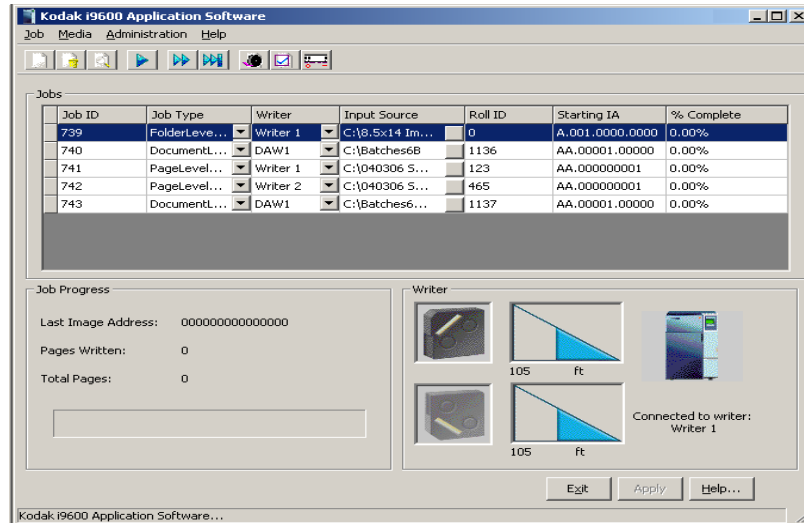 Kodak i9600 Application Software
Job Media Administration Help
Jobs
Job ID Job Type Writer Input Source Roll ID Starting IA % Complete
739 FolderLeve... Writer 1 C:\8.5x14 Im... 0 A.001.0000.0000 0.00%
740 DocumentL... DAW1 C:\Batches6B 1136 AA.00001.00000 0.00%
741 PageLevel... Writer 1 C:\040306 S... 123 AA.000000001 0.00%
742 PageLevel... Writer 2 C:\040306 S... 465 AA.000000001 0.00%
743 DocumentL... DAW1 C:\Batches6... 1137 AA.00001.00000 0.00%
Job Progress
Last Image Address: 000000000000000
Pages Written: 0
Total Pages: 0
Writer
105 ft
105 ft
Connected to writer:
Writer 1
Exit Apply Help...
Kodak i9600 Application Software...